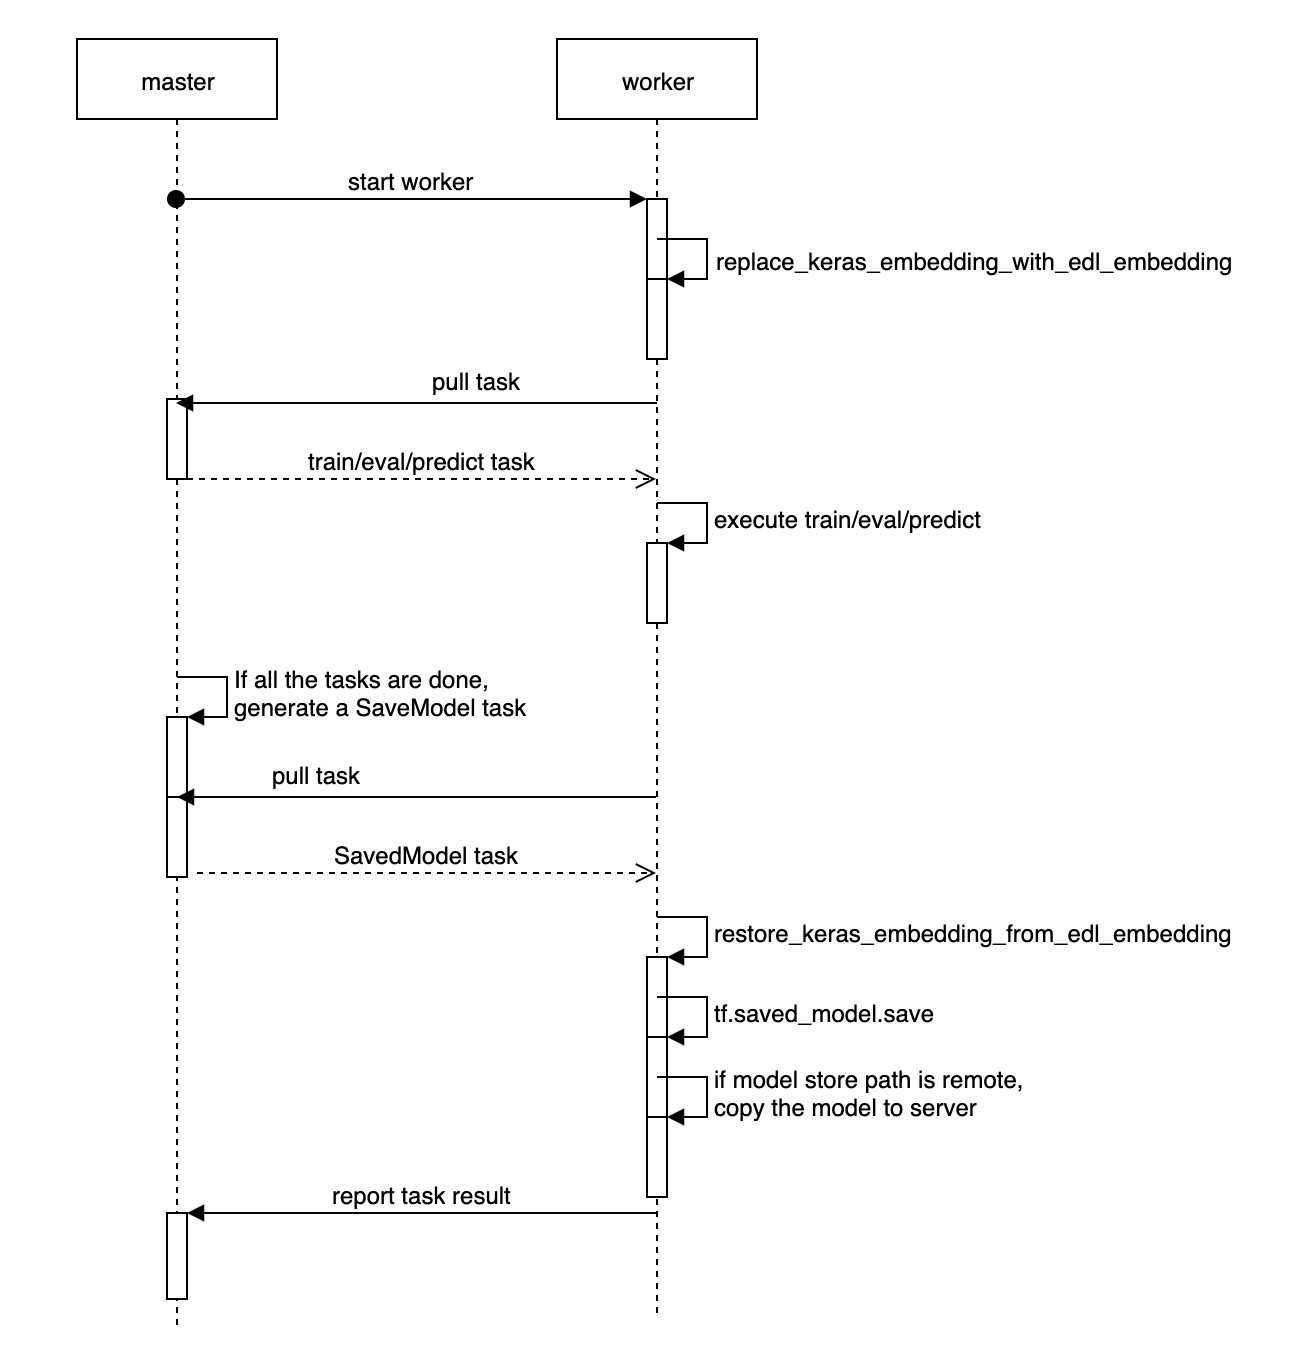 master
worker
start worker
replace_keras_embedding_with_edl_embedding
pull task
train/eval/predict task
execute train/eval/predict
If all the tasks are done,
generate a SaveModel task
pull task
SavedModel task
restore_keras_embedding_from_edl_embedding
tf.saved_model.save
if model store path is remote,
copy the model to server
report task result